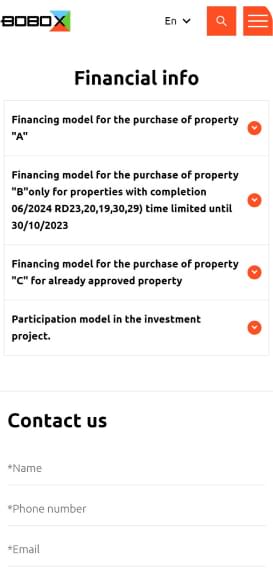 BOBOX
En
Financial info
Financing model for the purchase of property
"A"
Financing model for the purchase of property
"B"only for properties with completion
06/2024 RD23,20,19,30,29) time limited until
30/10/2023
Financing model for the purchase of property
"C" for already approved property
Participation model in the investment
project.
Contact us
*Name
*Phone number
*Email